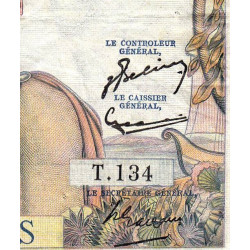 LE CONTROLEUR
GÉNÉRAL,
LE CAISSIER
GÉNÉRAL,
T.134
LE SECRÉTAIRE GÉNÉRAL,
S